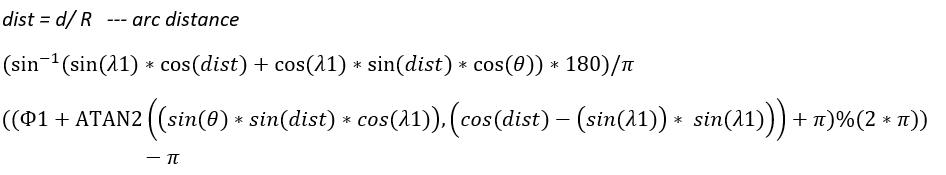 dist = d/ R --- arc distance
(sin⁻¹(sin(λ1) ∗ cos(dist) + cos(λ1) ∗ sin(dist) ∗ cos(θ)) ∗ 180)/π
((Φ1 + ATAN2((sin(θ) ∗ sin(dist) ∗ cos(λ1)), (cos(dist) − (sin(λ1)) ∗ sin(λ1))) + π)%(2 ∗ π))
− π